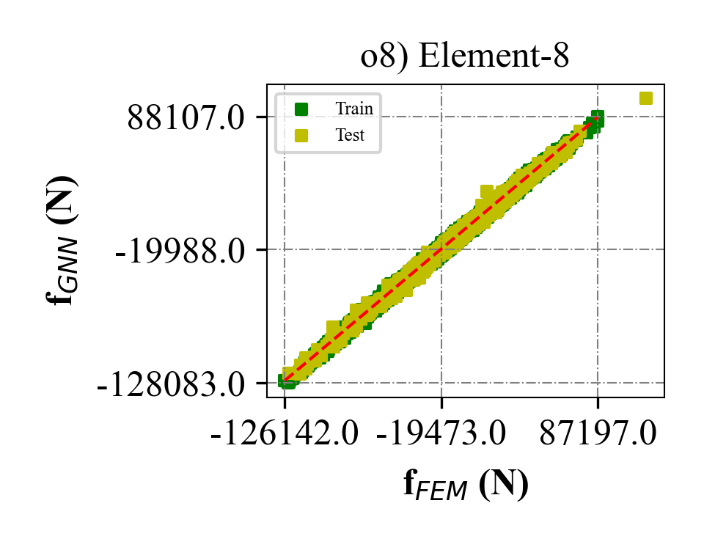 o8) Element-8
Train
Test
88107.0
-19988.0
-128083.0
f_GNN (N)
-126142.0 -19473.0 87197.0
f_FEM (N)